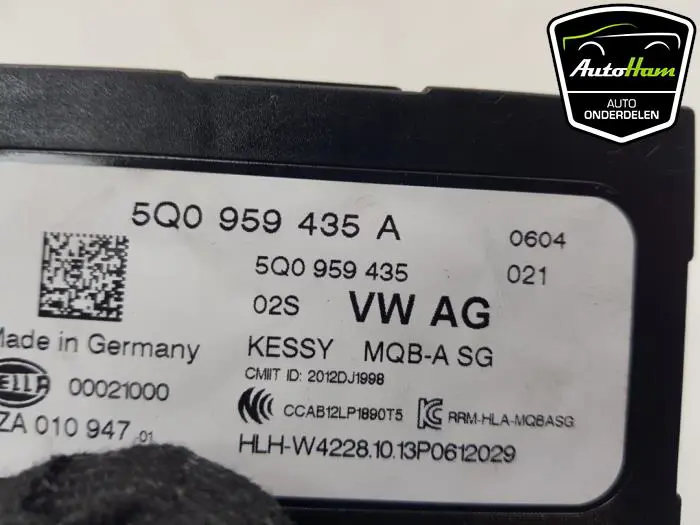 AutoHam
AUTO
ONDERDELEN
5Q0 959 435 A
0604
5Q0 959 435
021
02S VW AG
Made in Germany
KESSY MQB-A SG
CMIIT ID: 2012DJ1998
00021000
CCAB12LP1890T5
RRM-HLA-MQBASG
ZA 010 947 -01
HLH-W4228.10.13P0612029